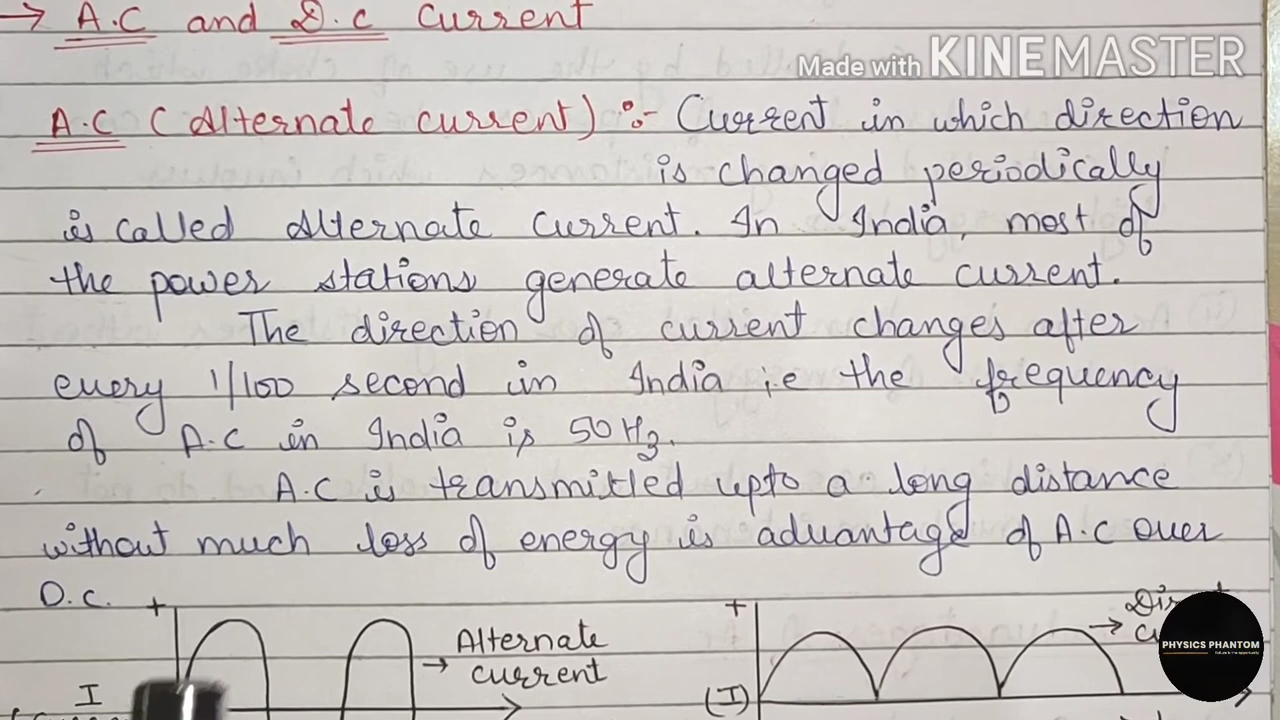 → A.C and D.C Current
Made with KINEMASTER
A.C (Alternate current) :- Current in which direction
is changed periodically
is called Alternate Current. In India, most of
the power stations generate alternate current.
The direction of current changes after
every 1/100 second in India i.e the frequency
of A.C in India is 50 Hz.
A.C is transmitted upto a long distance
without much loss of energy is advantage of A.C over
D.C.
+
→ Alternate
current
I
+
(I)
→
PHYSICS PHANTOM